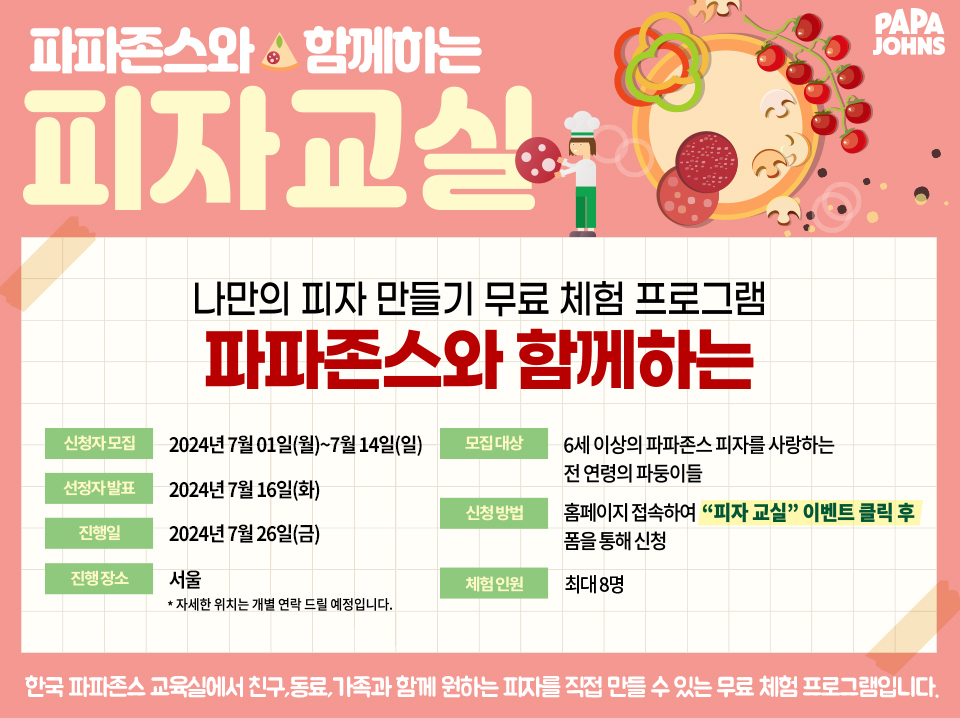 파파존스와 함께하는
PAPA
JOHNS
피자교실
나만의 피자 만들기 무료 체험 프로그램
파파존스와 함께하는
신청자 모집 2024년 7월 01일(월)~7월 14일(일)
선정자 발표 2024년 7월 16일(화)
진행일 2024년 7월 26일(금)
진행 장소 서울
* 자세한 위치는 개별 연락 드릴 예정입니다.
모집 대상 6세 이상의 파파존스 피자를 사랑하는
전 연령의 파둥이들
신청 방법 홈페이지 접속하여 “피자 교실” 이벤트 클릭 후
폼을 통해 신청
체험 인원 최대 8명
한국 파파존스 교육실에서 친구,동료,가족과 함께 원하는 피자를 직접 만들 수 있는 무료 체험 프로그램입니다.